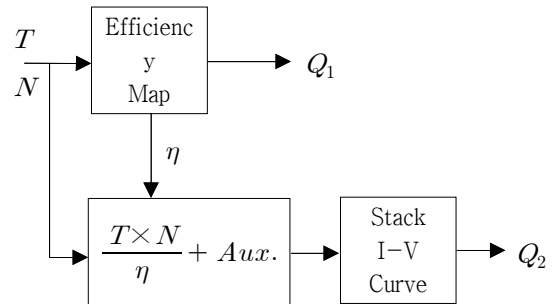 T
N
Efficienc
y
Map
Q₁
η
T × N
η
+ Aux.
Stack
I-V
Curve
Q₂